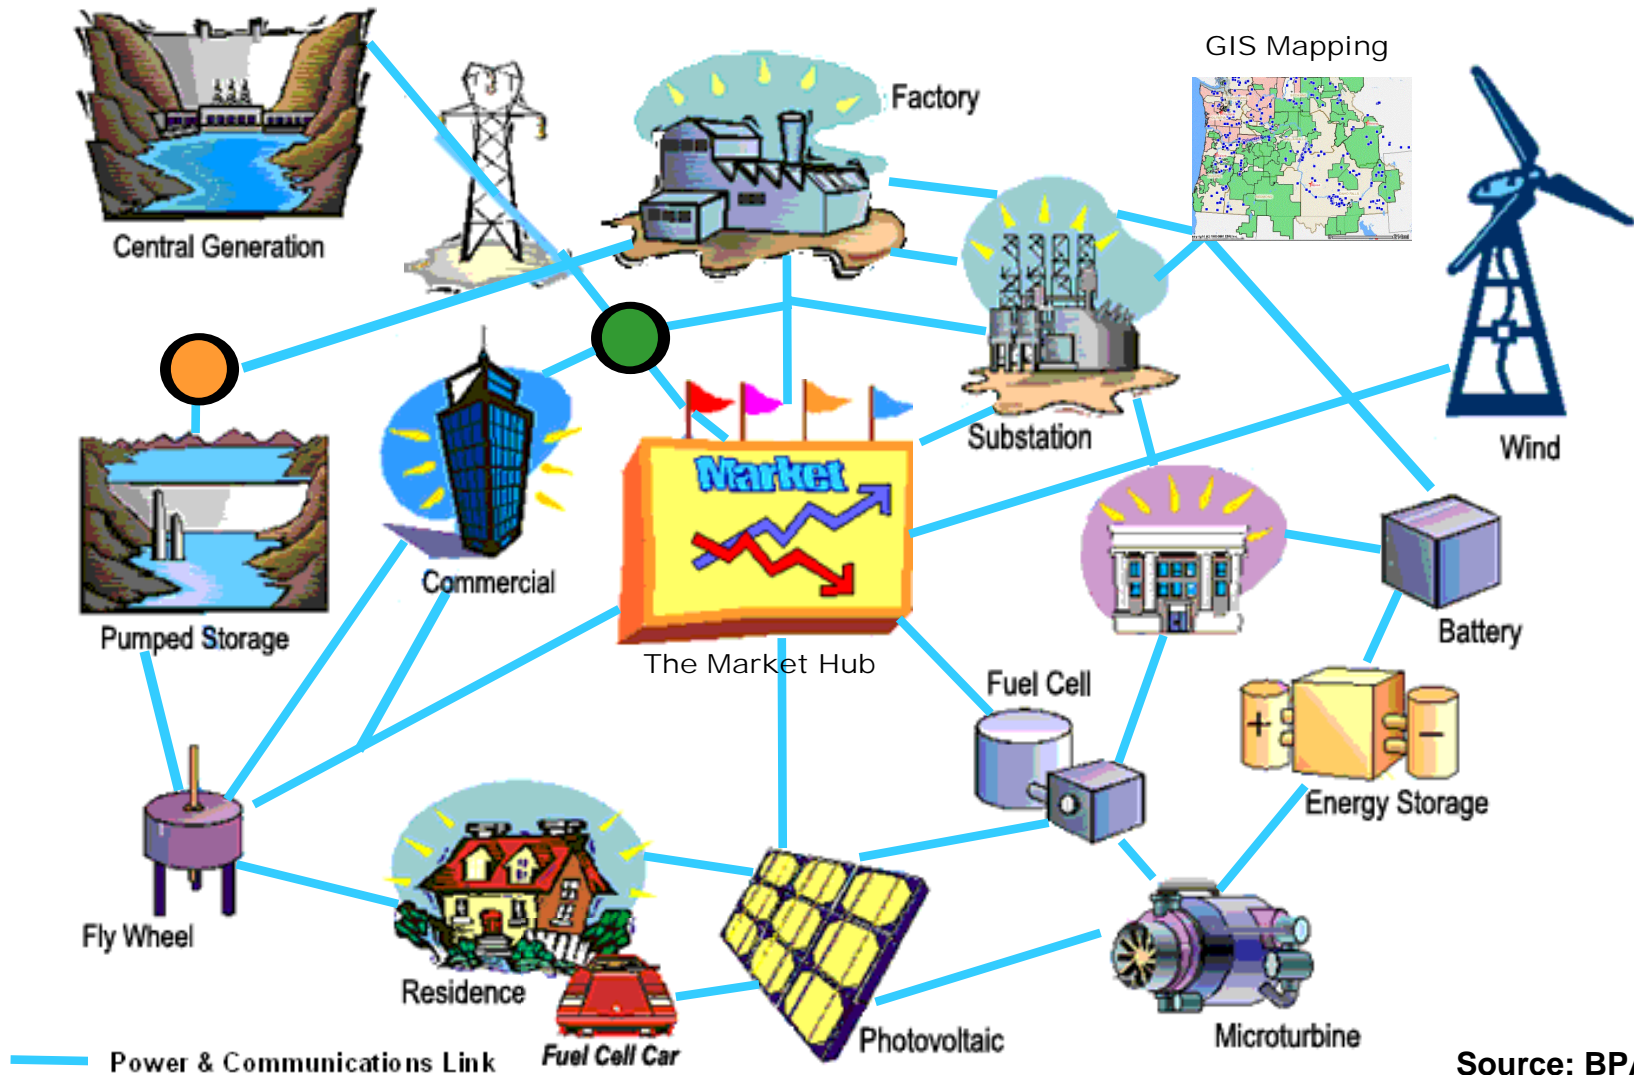 GIS Mapping
Factory
Central Generation
Substation
Wind
Market
Commercial
Pumped Storage
The Market Hub
Battery
Fuel Cell
+
−
Energy Storage
Fly Wheel
Residence
Photovoltaic
Microturbine
Fuel Cell Car
Power & Communications Link
Source: BPA